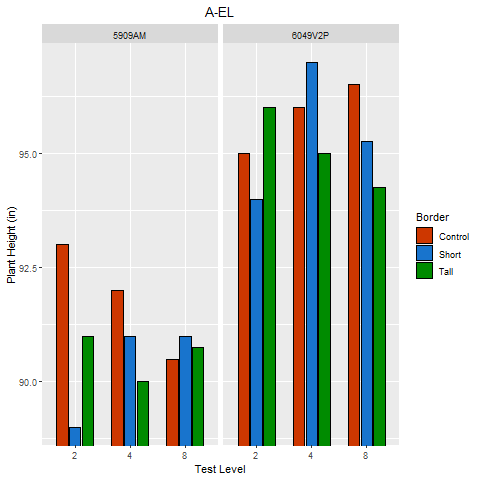 A-EL
5909AM
6049V2P
Plant Height (in)
95.0
92.5
90.0
2
4
8
2
4
8
Test Level
Border
Control
Short
Tall